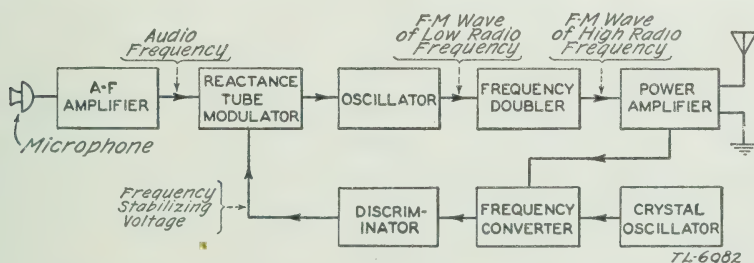 Audio
Frequency
F-M Wave
of Low Radio
Frequency
F-M Wave
of High Radio
Frequency
A-F
AMPLIFIER
REACTANCE
TUBE
MODULATOR
OSCILLATOR
FREQUENCY
DOUBLER
POWER
AMPLIFIER
Microphone
Frequency
Stabilizing
Voltage
DISCRIM-
INATOR
FREQUENCY
CONVERTER
CRYSTAL
OSCILLATOR
TL-6982